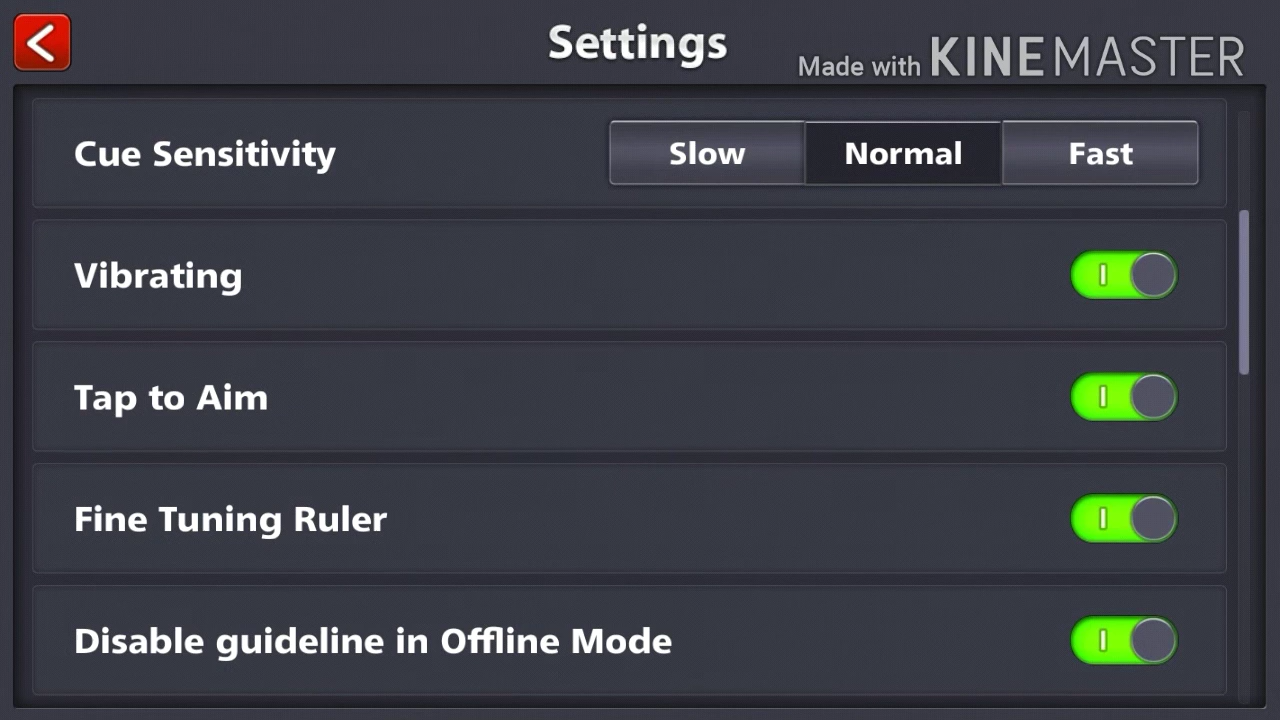 Settings
Made with KINEMASTER
Cue Sensitivity
Slow
Normal
Fast
Vibrating
Tap to Aim
Fine Tuning Ruler
Disable guideline in Offline Mode